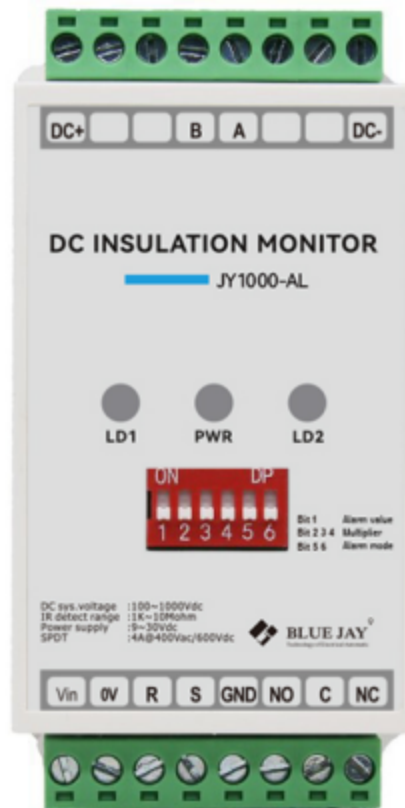 DC+ B A DC-
DC INSULATION MONITOR
JY1000-AL
LD1 PWR LD2
ON DP
1 2 3 4 5 6
Bit 1 Alarm value
Bit 2 3 4 Multiplier
Bit 5 6 Alarm mode
DC sys.voltage :100~1000Vdc
IR detect range :1K~10Mohm
Power supply :9~30Vdc
SPDT :4A@400Vac/600Vdc
BLUE JAY
Vin 0V R S GND NO C NC